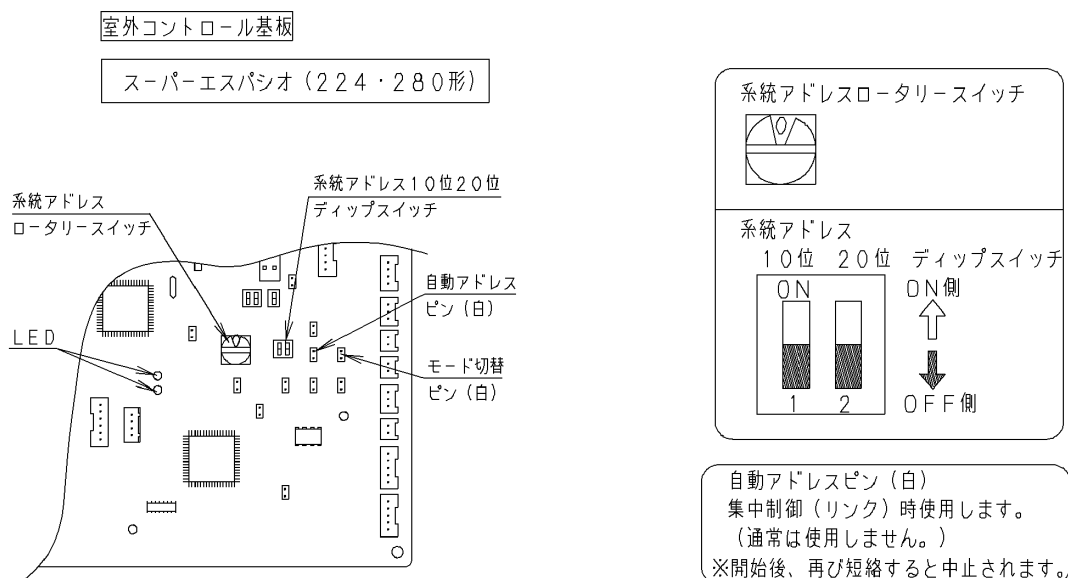 室外コントロール基板
スーパーエスパシオ（224・280形）
系統アドレス
ロータリースイッチ
系統アドレス10位20位
ディップスイッチ
自動アドレス
ピン（白）
LED
モード切替
ピン（白）
系統アドレスロータリースイッチ
0
系統アドレス
10位 20位 ディップスイッチ
ON
ON側
1 2
OFF側
自動アドレスピン（白）
集中制御（リンク）時使用します。
（通常は使用しません。）
※開始後、再び短絡すると中止されます。